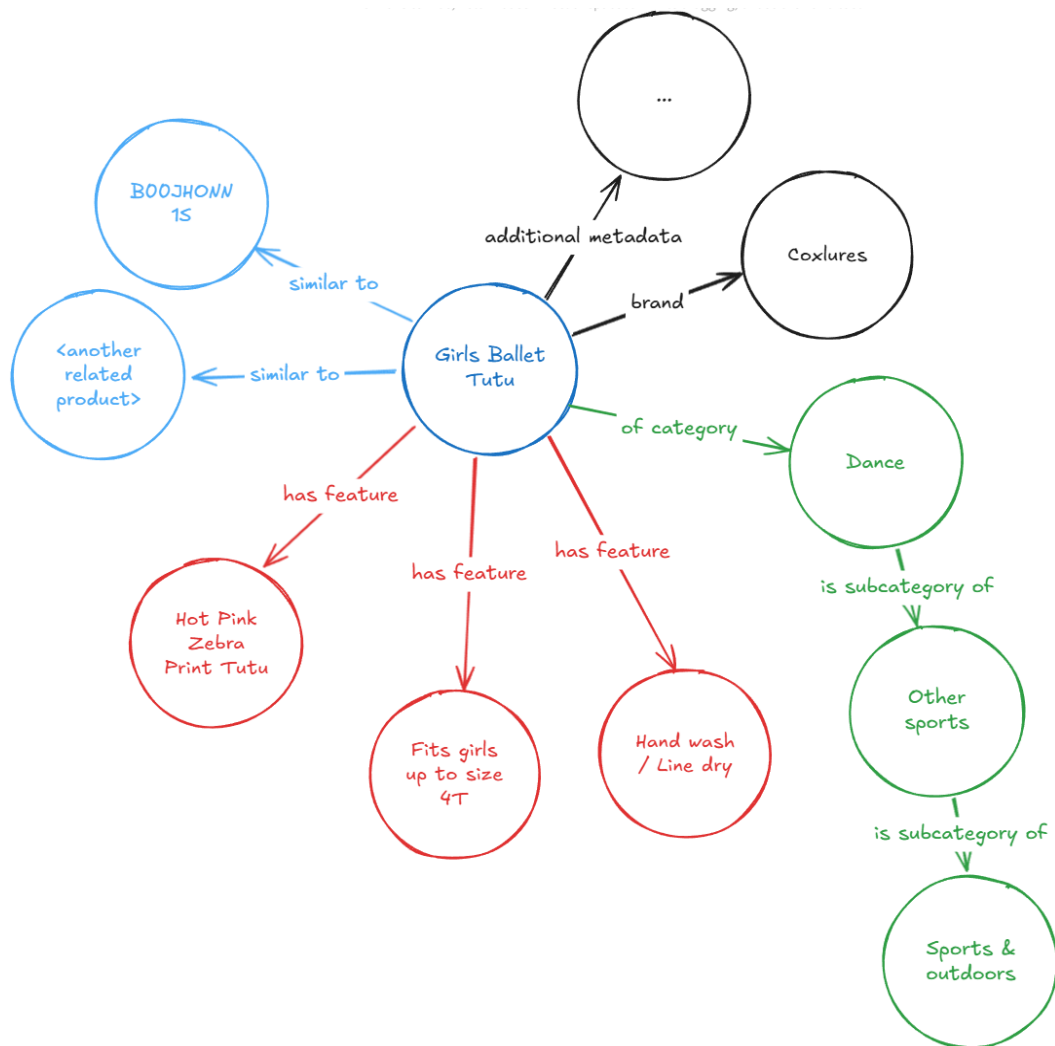 ...
additional metadata
Coxlures
brand
BOOJHONN
1S
similar to
<another
related
product>
similar to
Girls Ballet
Tutu
of category
Dance
has feature
has feature
has feature
is subcategory of
Hot Pink
Zebra
Print Tutu
Fits girls
up to size
4T
Hand wash
/ Line dry
Other
sports
is subcategory of
Sports &
outdoors